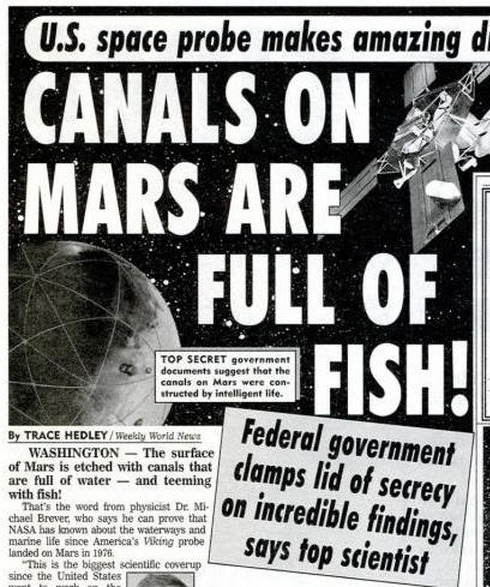 U.S. space probe makes amazing
CANALS ON
MARS ARE
FULL OF
FISH!
TOP SECRET government
documents suggest that the
canals on Mars were con-
structed by intelligent life.
By TRACE HEDLEY / Weekly World News
WASHINGTON — The surface
of Mars is etched with canals that
are full of water — and teeming
with fish!
That's the word from physicist Dr. Mi-
chael Brever, who says he can prove that
NASA has known about the waterways and
marine life since America's Viking probe
landed on Mars in 1976.
"This is the biggest scientific coverup
since the United States
Federal government
clamps lid of secrecy
on incredible findings,
says top scientist